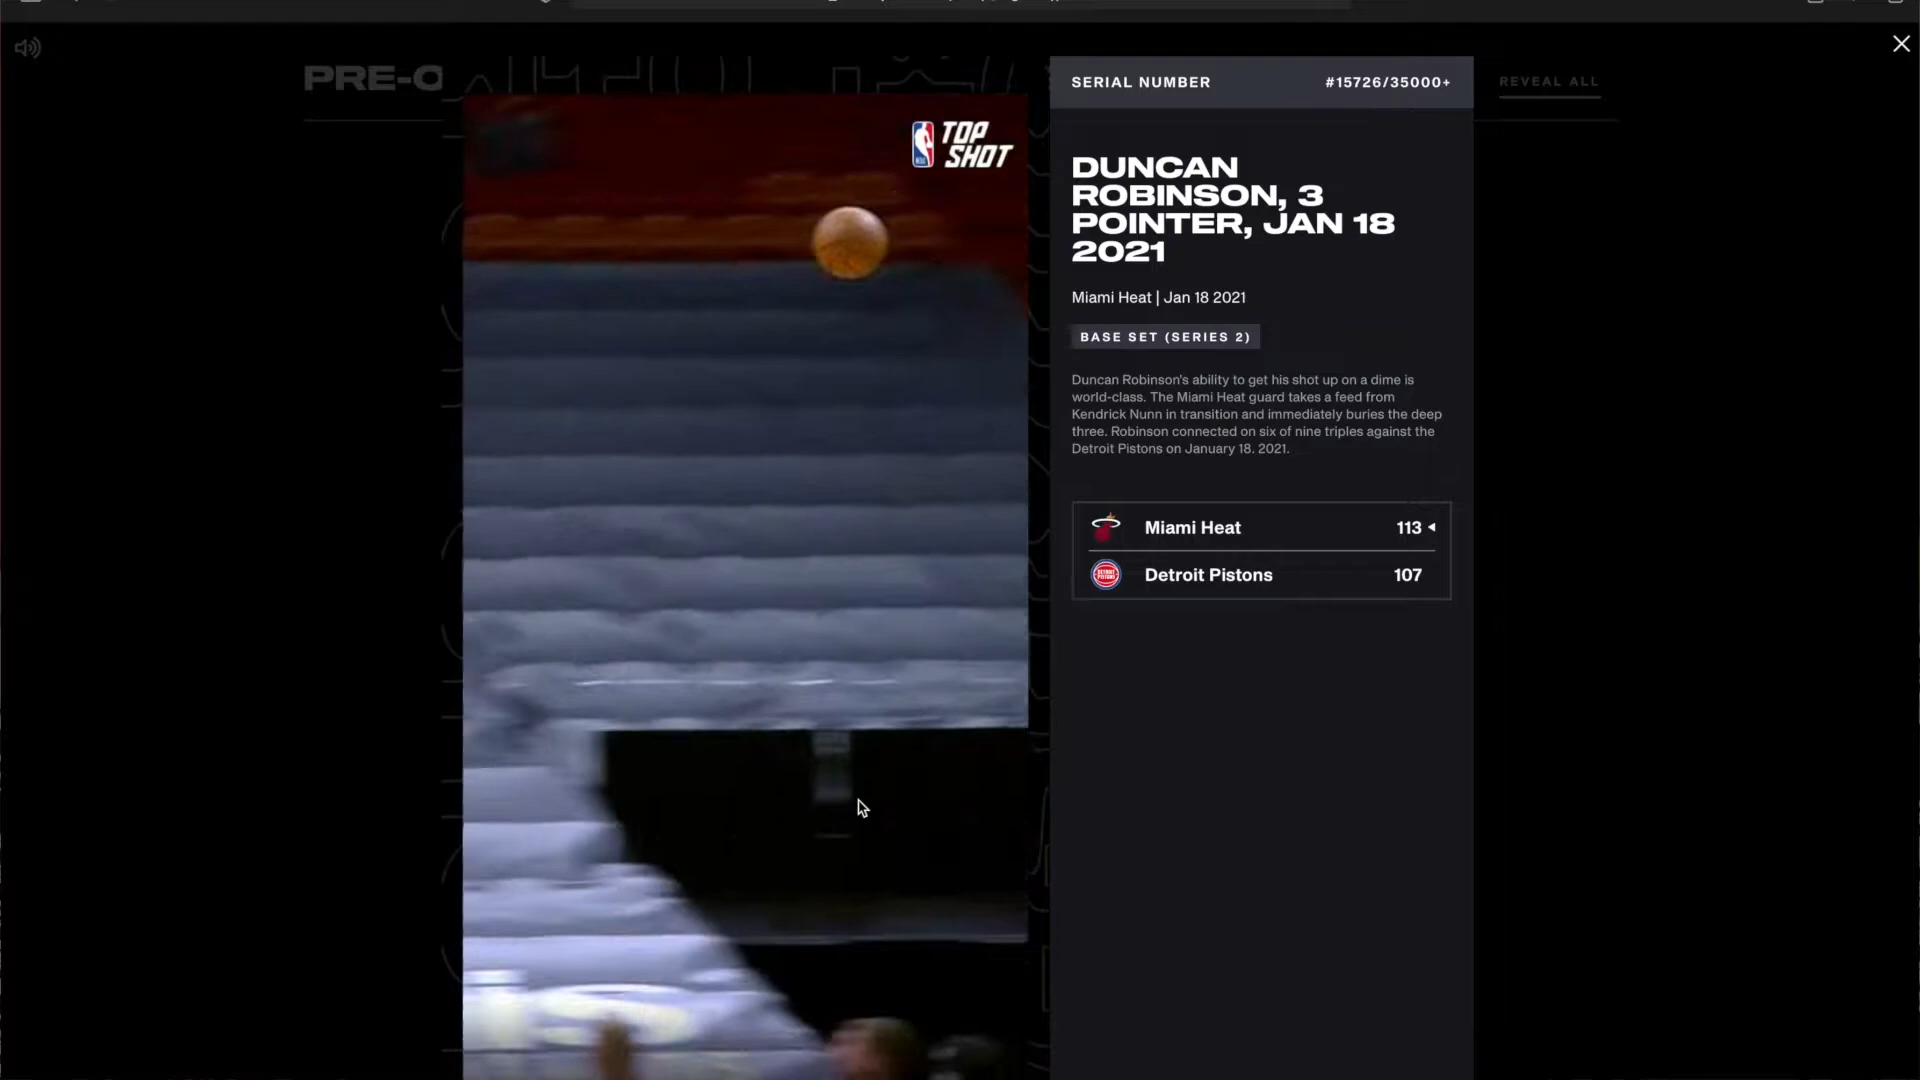 PRE-O
TOP
SHOT
SERIAL NUMBER #15726/35000+
REVEAL ALL
DUNCAN
ROBINSON, 3
POINTER, JAN 18
2021
Miami Heat | Jan 18 2021
BASE SET (SERIES 2)
Duncan Robinson's ability to get his shot up on a dime is
world-class. The Miami Heat guard takes a feed from
Kendrick Nunn in transition and immediately buries the deep
three. Robinson connected on six of nine triples against the
Detroit Pistons on January 18, 2021.
Miami Heat 113
Detroit Pistons 107